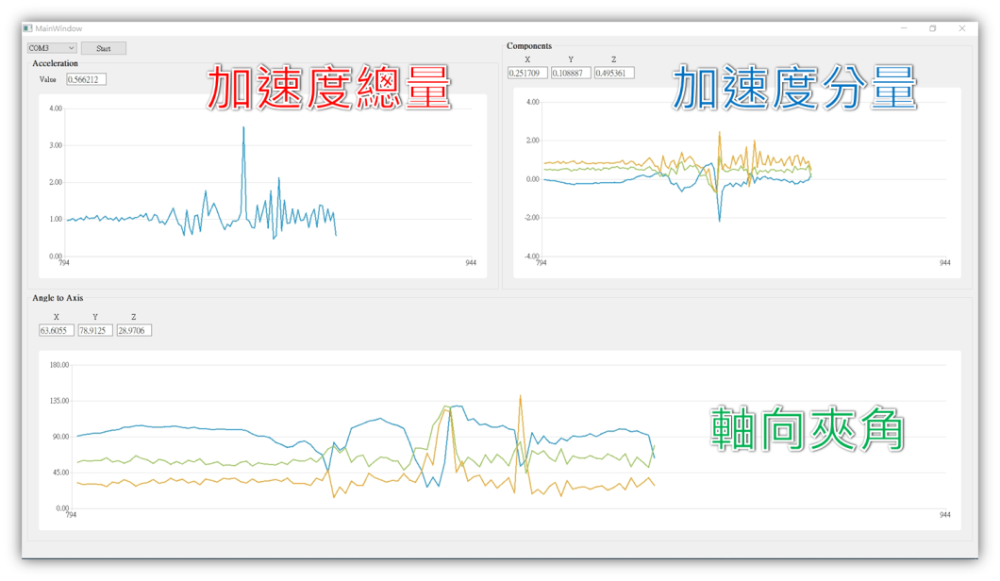 MainWindow
COM3 Start
Acceleration
Value 0.566212
加速度總量
4.00
3.00
2.00
1.00
0.00
794 944
Components
X Y Z
0.251709 0.108887 0.495361
加速度分量
4.00
2.00
0.00
-2.00
-4.00
794 944
Angle to Axis
X Y Z
63.6055 78.9125 28.9706
180.00
135.00
90.00
45.00
0.00
794 944
軸向夾角